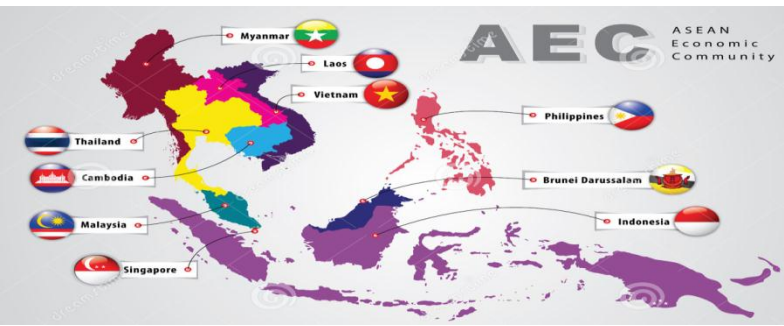 AEC
ASEAN
Economic
Community
Myanmar
Laos
Vietnam
Thailand
Cambodia
Malaysia
Singapore
Philippines
Brunei Darussalam
Indonesia